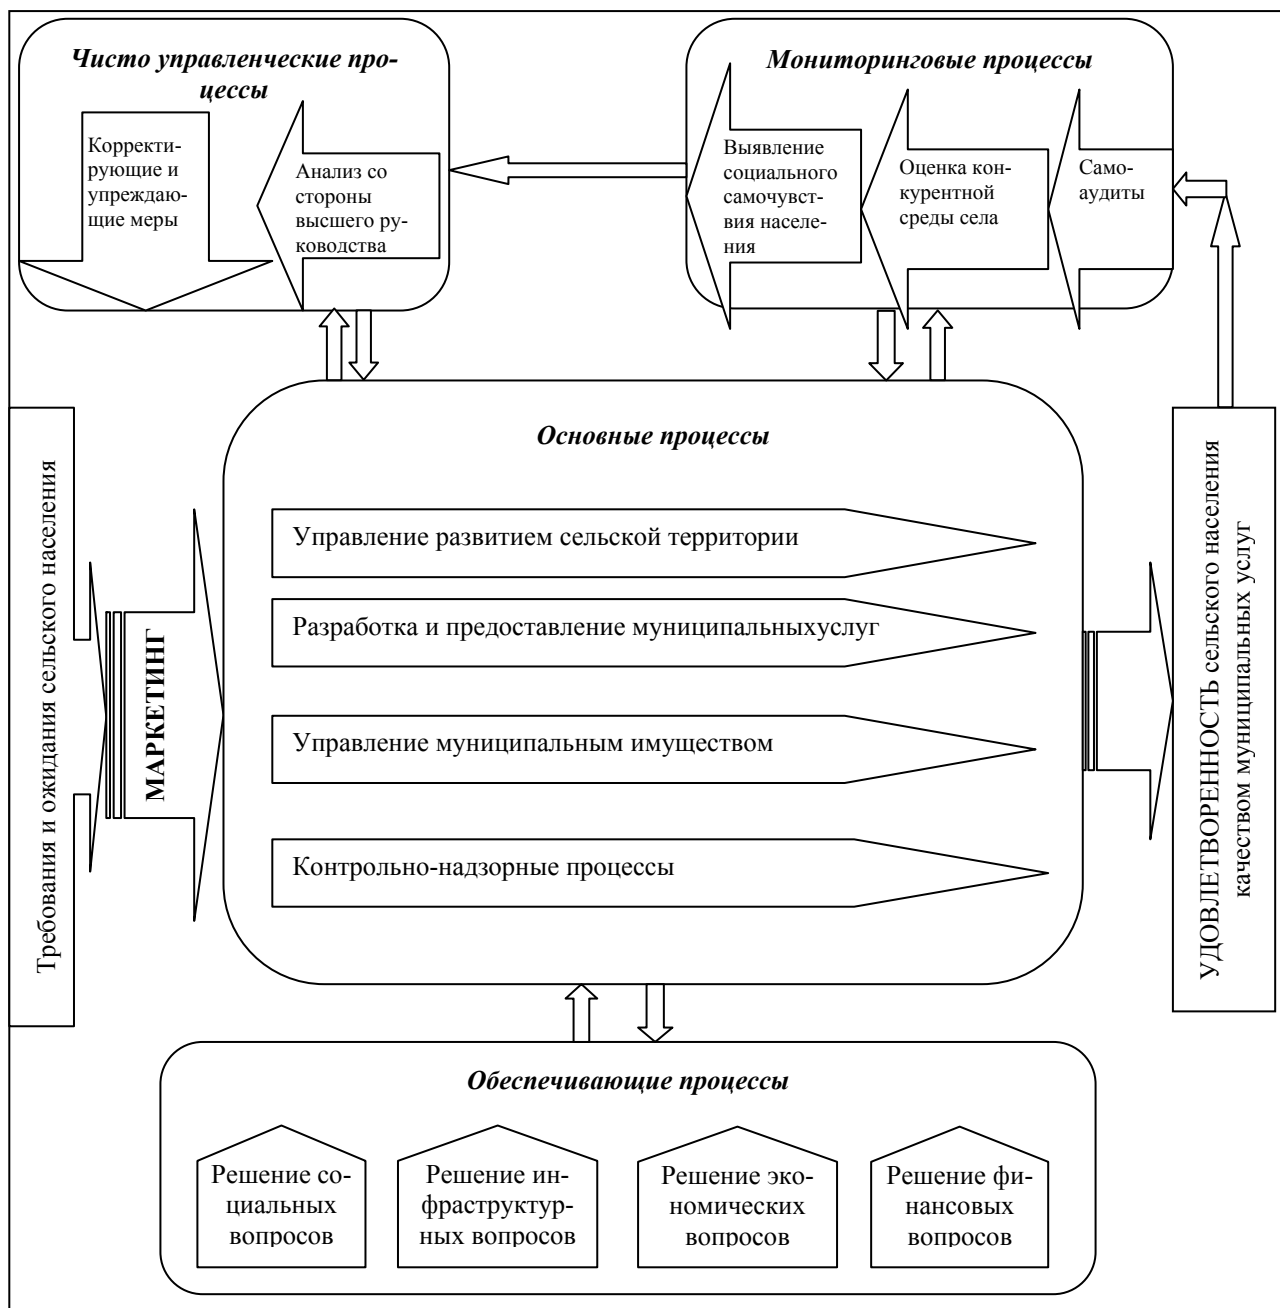 Чисто управленческие про-
цессы
Корректи-
рующие и
упреждаю-
щие меры
Анализ со
стороны
высшего ру-
ководства
Мониторинговые процессы
Выявление
социального
самочувст-
вия населе-
ния
Оценка кон-
курентной
среды села
Само-
аудиты
Требования и ожидания сельского населения
МАРКЕТИНГ
Основные процессы
Управление развитием сельской территории
Разработка и предоставление муниципальныхуслуг
Управление муниципальным имуществом
Контрольно-надзорные процессы
УДОВЛЕТВОРЕННОСТЬ сельского населения
качеством муниципальных услуг
Обеспечивающие процессы
Решение со-
циальных
вопросов
Решение ин-
фраструктур-
ных вопросов
Решение эко-
номических
вопросов
Решение фи-
нансовых
вопросов